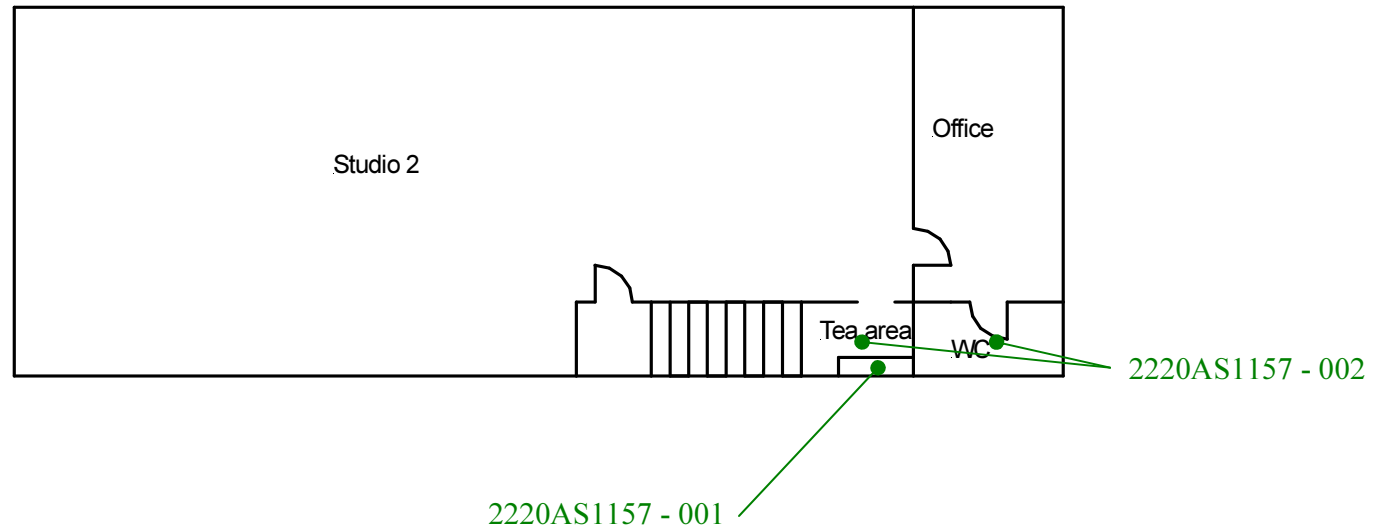 Office
Studio 2
Tea area
WC
2220AS1157 - 002
2220AS1157 - 001